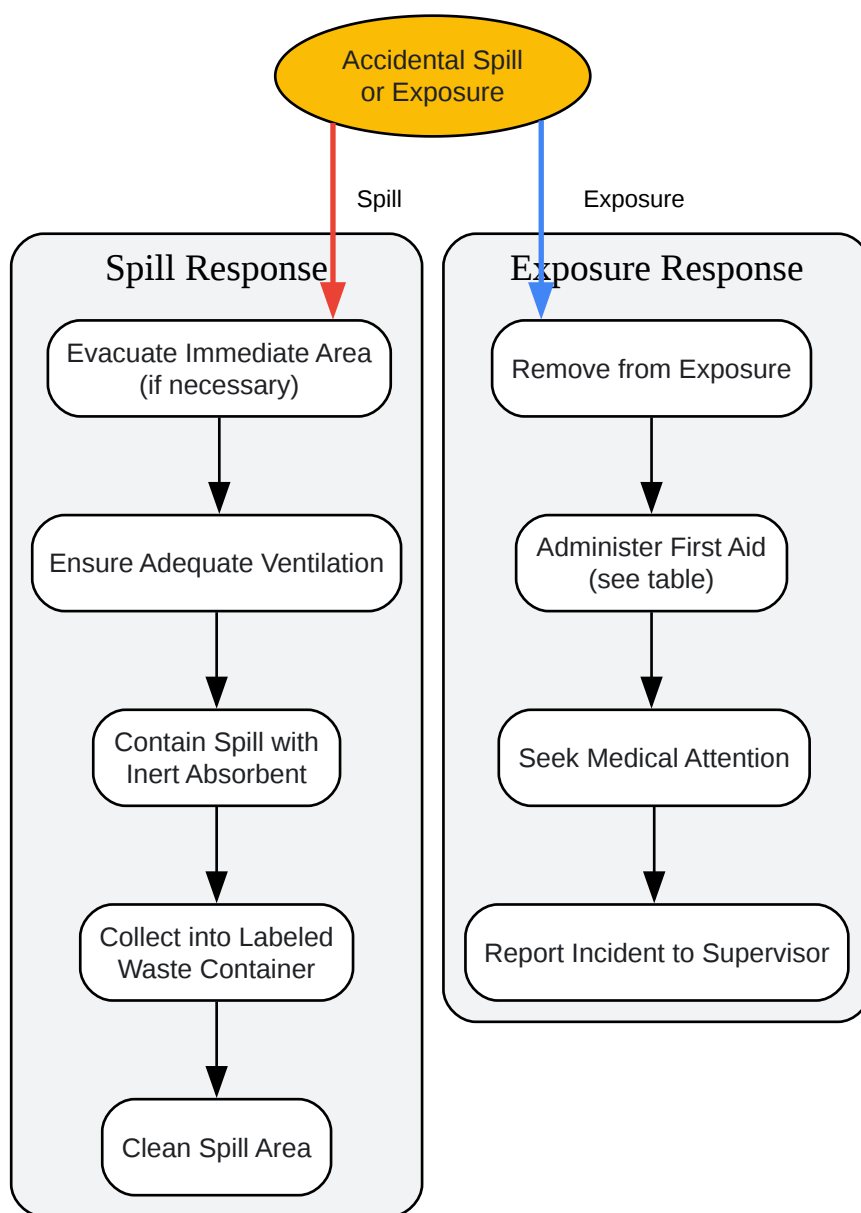 Accidental Spill
or Exposure
Spill
Exposure
Spill Response
Evacuate Immediate Area
(if necessary)
Ensure Adequate Ventilation
Contain Spill with
Inert Absorbent
Collect into Labeled
Waste Container
Clean Spill Area
Exposure Response
Remove from Exposure
Administer First Aid
(see table)
Seek Medical Attention
Report Incident to Supervisor